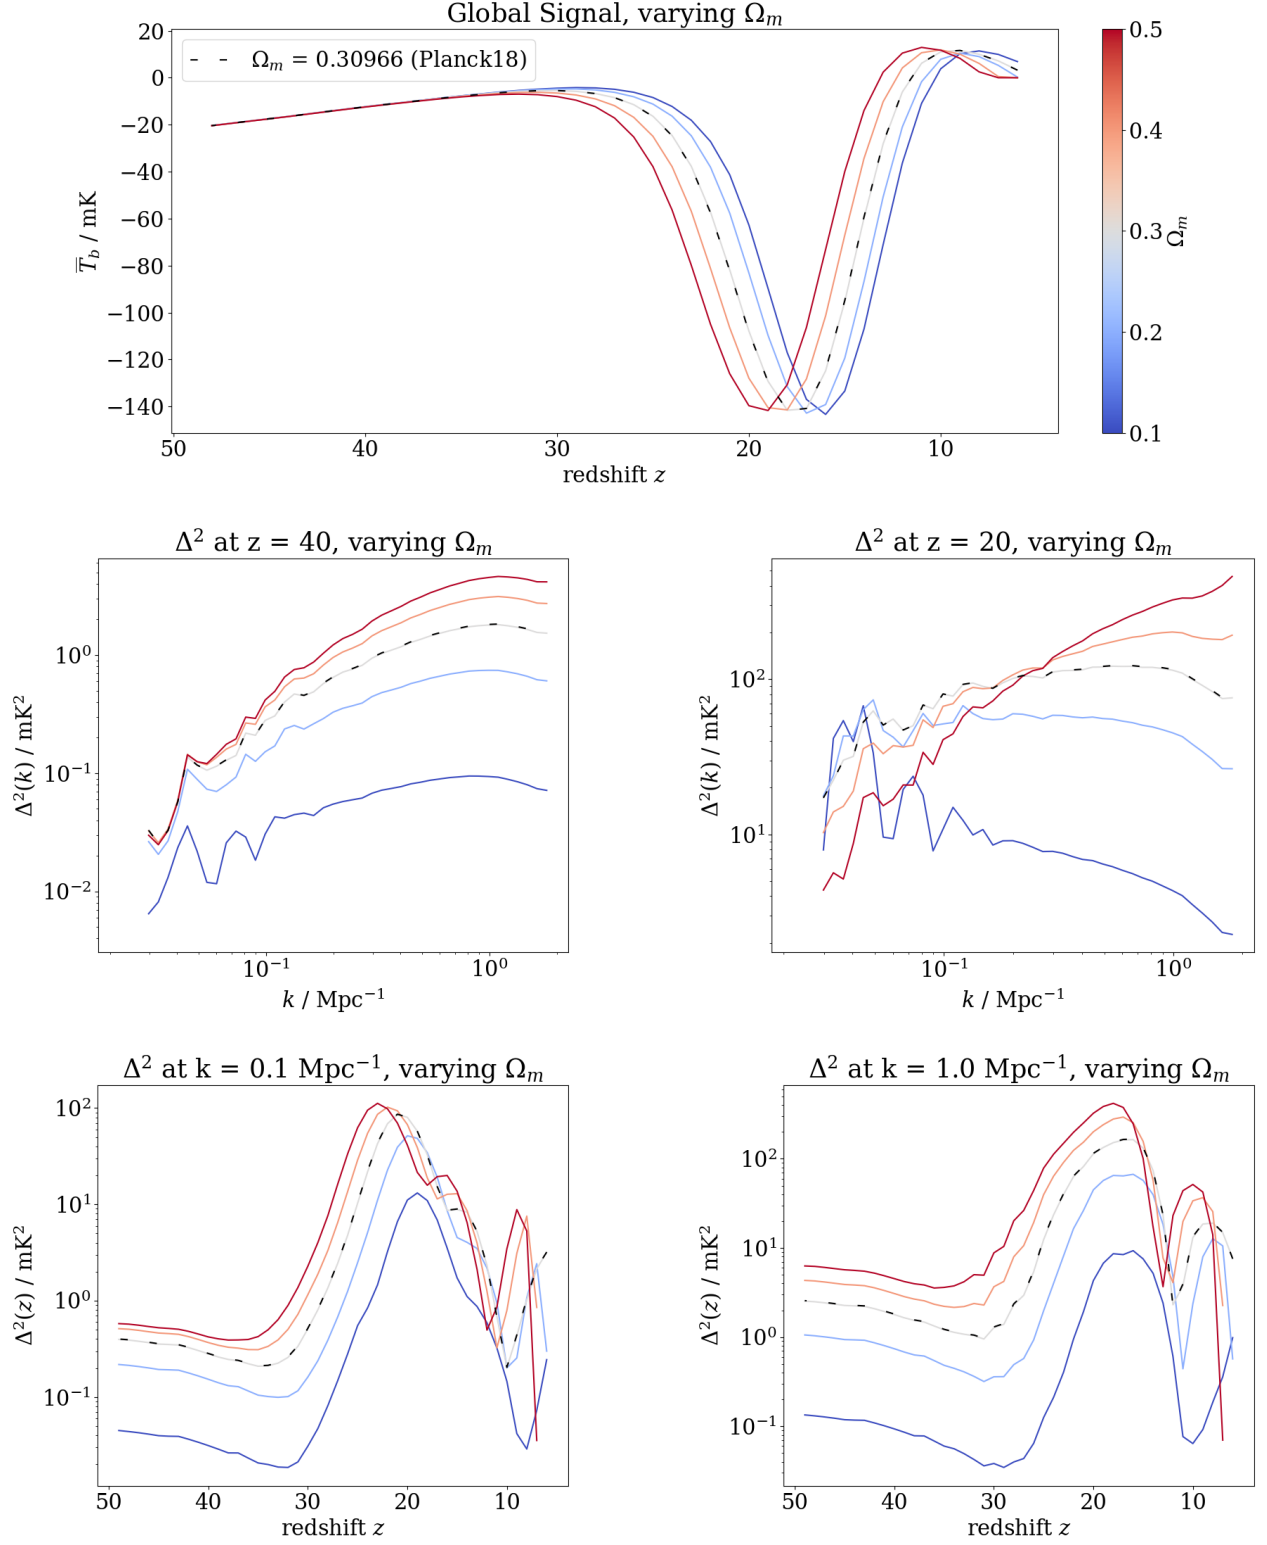 Global Signal, varying Ωₘ
20
0
−20
−40
−60
−80
−100
−120
−140
T̅_b / mK
Ωₘ = 0.30966 (Planck18)
50 40 30 20 10
redshift z
0.5
0.4
0.3
0.2
0.1
Ωₘ
Δ² at z = 40, varying Ωₘ
10⁰
10⁻¹
10⁻²
Δ²(k) / mK²
10⁻¹ 10⁰
k / Mpc⁻¹
Δ² at z = 20, varying Ωₘ
10²
10¹
Δ²(k) / mK²
10⁻¹ 10⁰
k / Mpc⁻¹
Δ² at k = 0.1 Mpc⁻¹, varying Ωₘ
10²
10¹
10⁰
10⁻¹
Δ²(z) / mK²
50 40 30 20 10
redshift z
Δ² at k = 1.0 Mpc⁻¹, varying Ωₘ
10²
10¹
10⁰
10⁻¹
Δ²(z) / mK²
50 40 30 20 10
redshift z